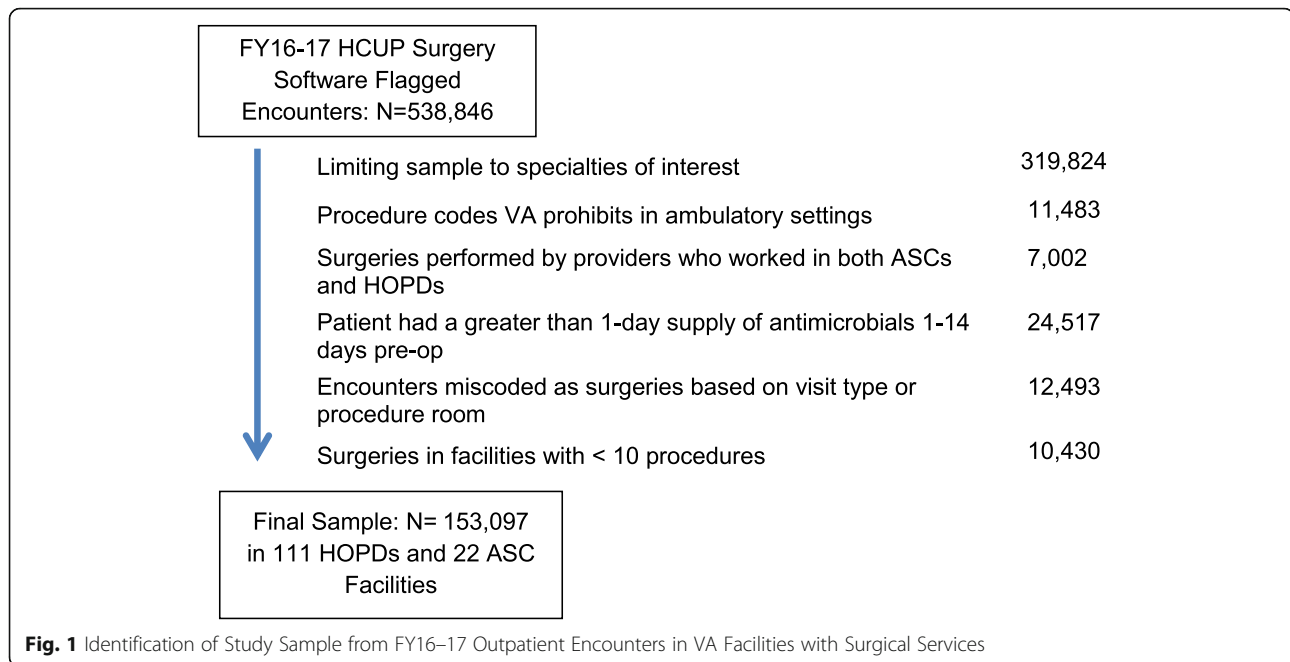 FY16-17 HCUP Surgery
Software Flagged
Encounters: N=538,846
Limiting sample to specialties of interest 319,824
Procedure codes VA prohibits in ambulatory settings 11,483
Surgeries performed by providers who worked in both ASCs 7,002
and HOPDs
Patient had a greater than 1-day supply of antimicrobials 1-14 24,517
days pre-op
Encounters miscoded as surgeries based on visit type or 12,493
procedure room
Surgeries in facilities with < 10 procedures 10,430
Final Sample: N= 153,097
in 111 HOPDs and 22 ASC
Facilities
Fig. 1 Identification of Study Sample from FY16–17 Outpatient Encounters in VA Facilities with Surgical Services